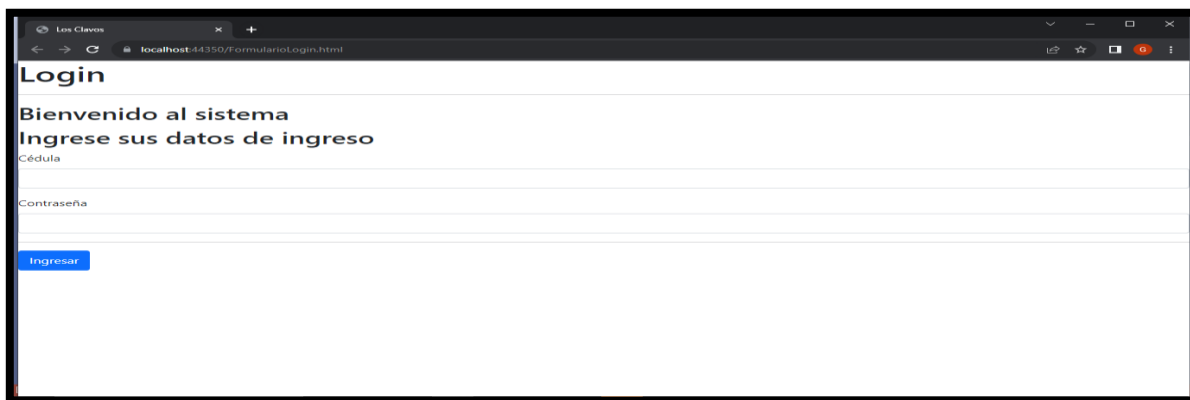 Los Clavos
localhost:44350/FormularioLogin.html
G
Login
Bienvenido al sistema
Ingrese sus datos de ingreso
Cédula
Contraseña
Ingresar